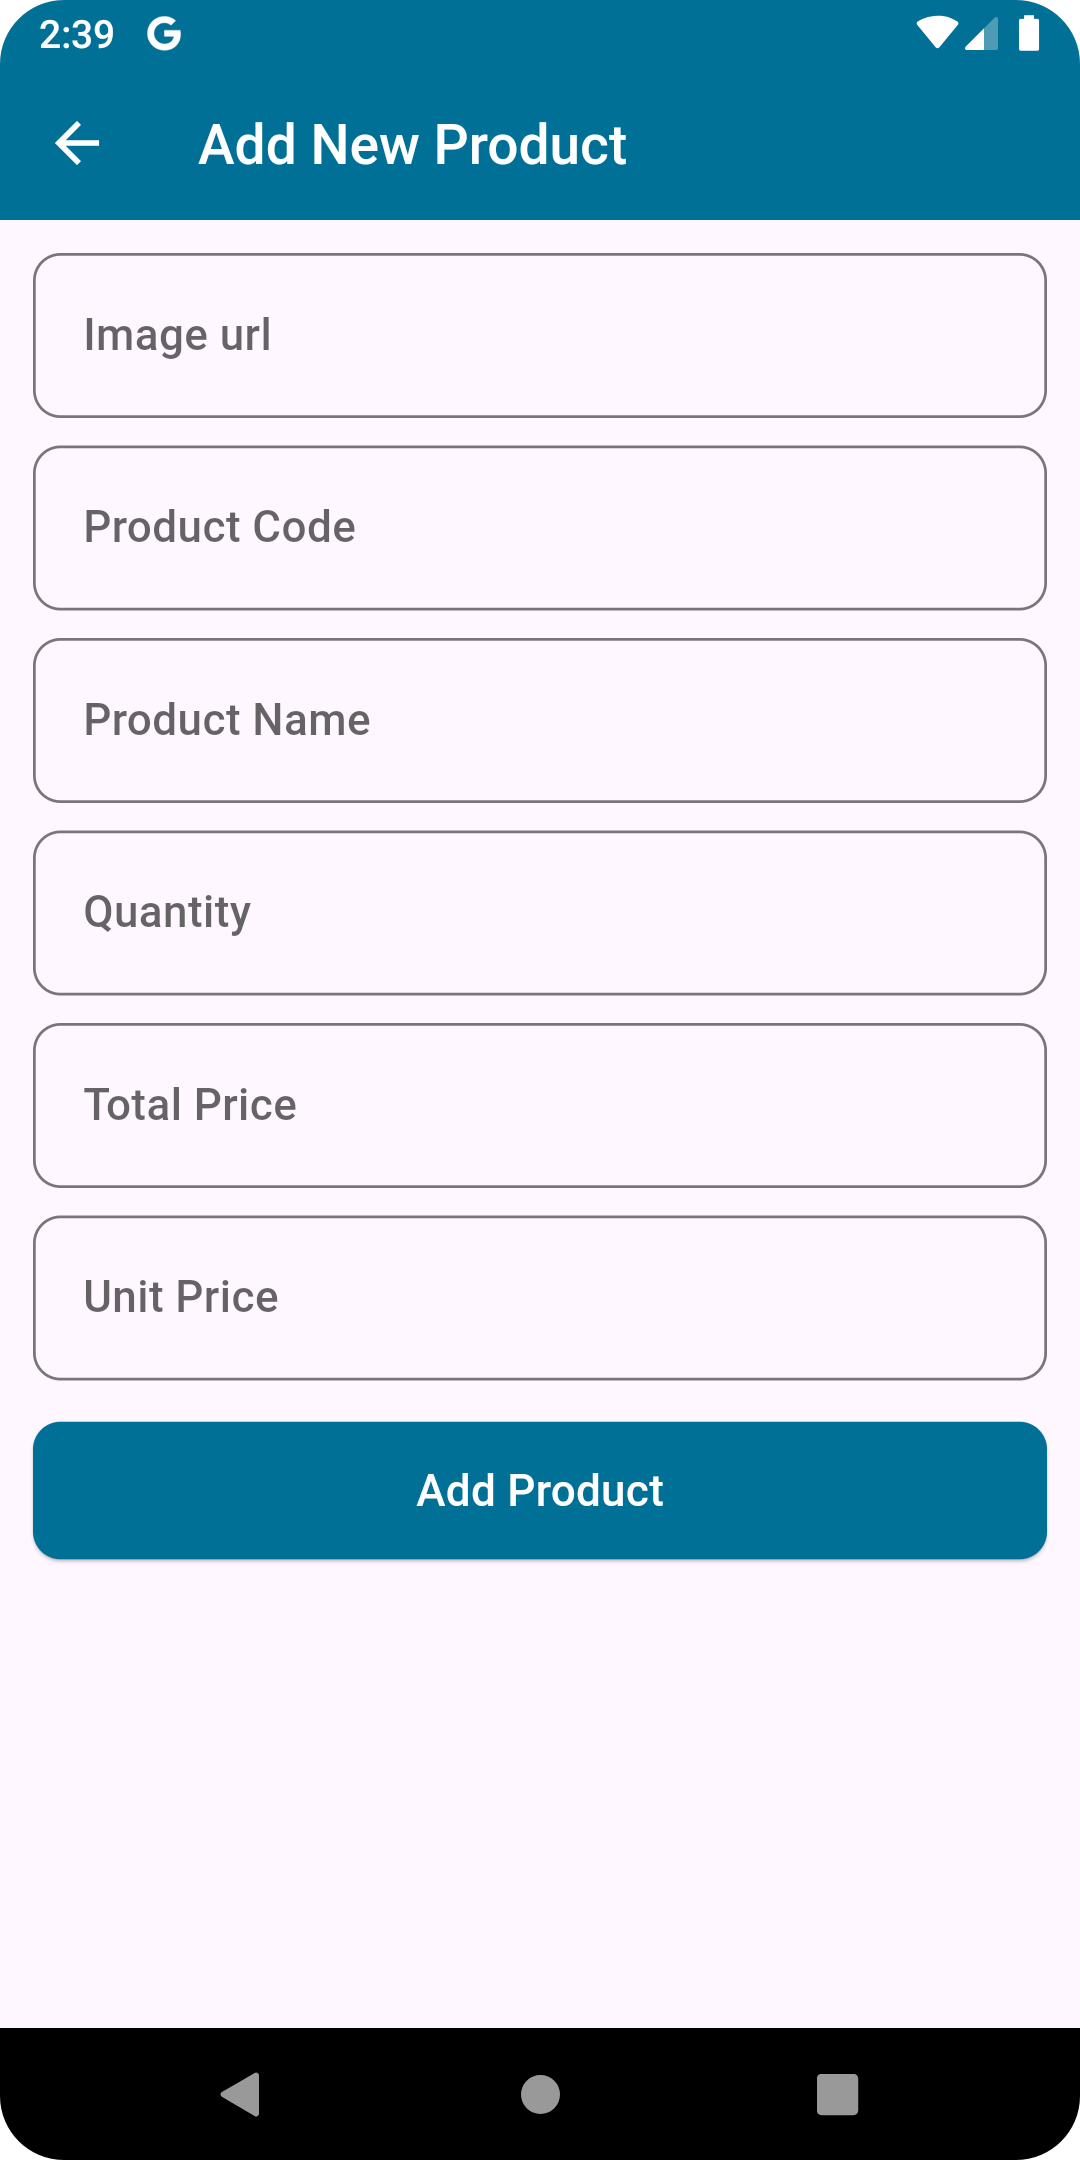 2:39 G
Add New Product
Image url
Product Code
Product Name
Quantity
Total Price
Unit Price
Add Product